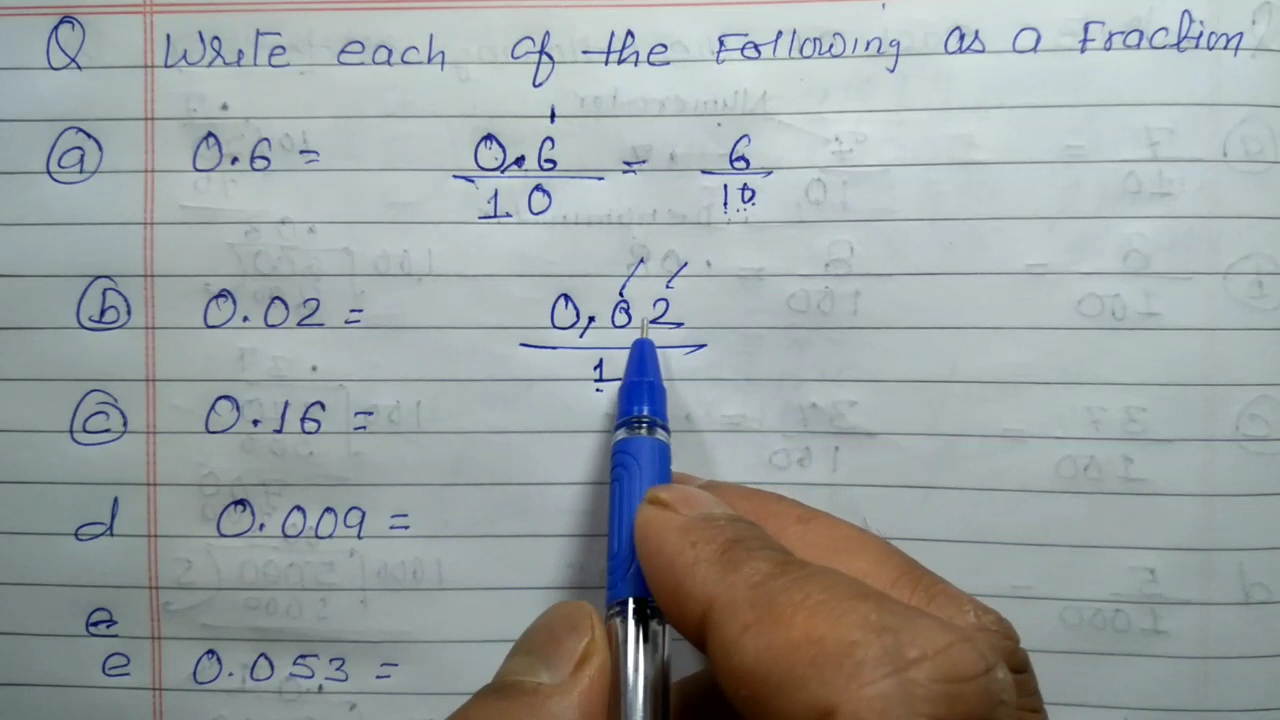 Q Write each of the Following as a Fraction
a 0.6 = 0.6/10 = 6/10
b 0.02 = 0.02/1
c 0.16 =
d 0.009 =
e
e 0.053 =